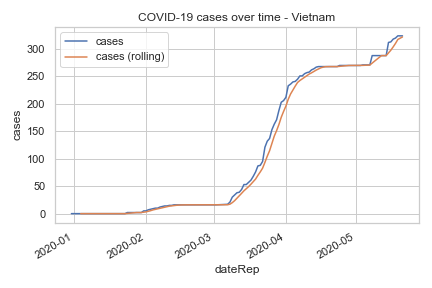 COVID-19 cases over time - Vietnam
cases
cases (rolling)
cases
300
250
200
150
100
50
0
2020-01
2020-02
2020-03
2020-04
2020-05
dateRep